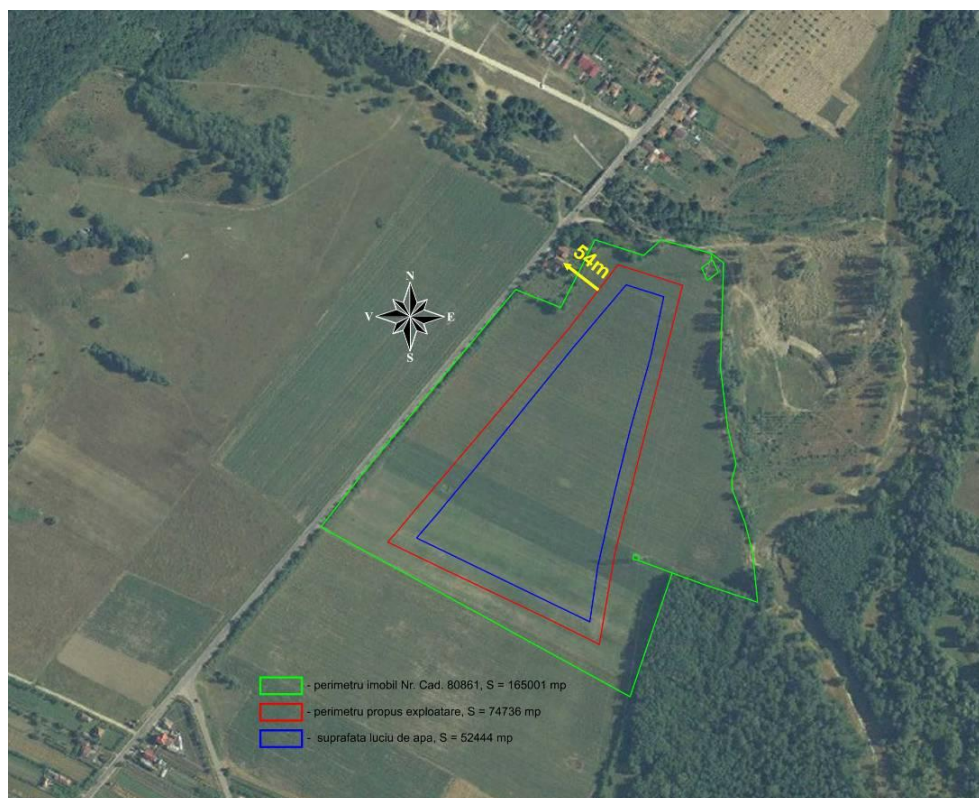 54m
N
V E
S
- perimetru imobil Nr. Cad. 80861, S = 165001 mp
- perimetru propus exploatare, S = 74736 mp
- suprafata luciu de apa, S = 52444 mp